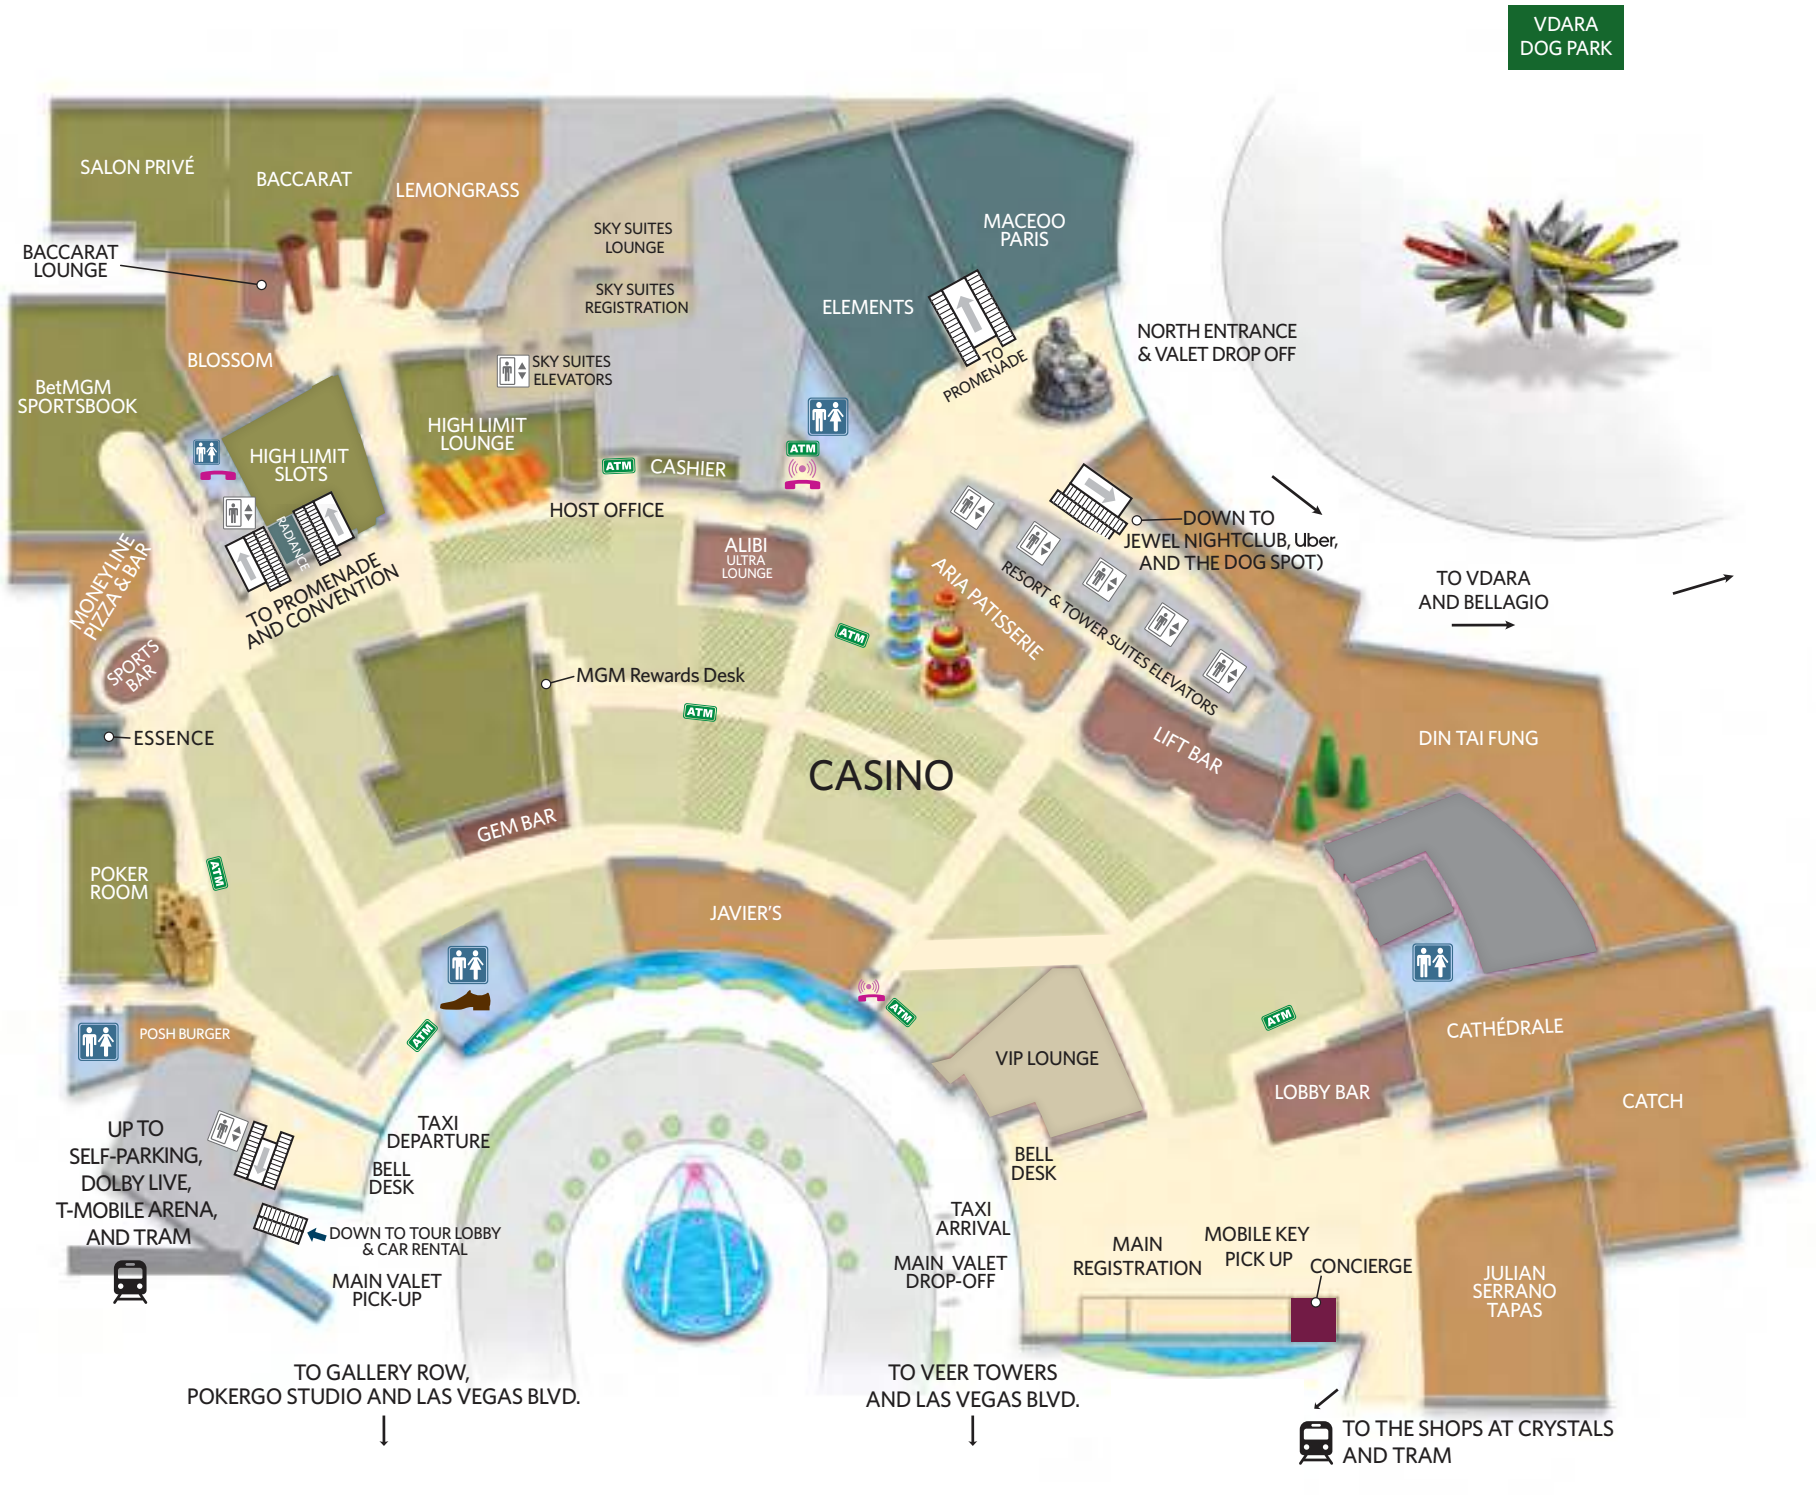 VDARA
DOG PARK
SALON PRIVÉ
BACCARAT
LEMONGRASS
BACCARAT
LOUNGE
SKY SUITES
LOUNGE
SKY SUITES
REGISTRATION
MACEOO
PARIS
ELEMENTS
TO
PROMENADE
NORTH ENTRANCE
& VALET DROP OFF
BLOSSOM
SKY SUITES
ELEVATORS
BetMGM
SPORTSBOOK
HIGH LIMIT
LOUNGE
HIGH LIMIT
SLOTS
ATM
CASHIER
ATM
HOST OFFICE
RADIANCE
TO PROMENADE
AND CONVENTION
ALIBI
ULTRA
LOUNGE
DOWN TO
JEWEL NIGHTCLUB, Uber,
AND THE DOG SPOT)
TO VDARA
AND BELLAGIO
ARIA PATISSERIE
RESORT & TOWER SUITES ELEVATORS
MONEYLINE
PIZZA & BAR
SPORTS
BAR
ATM
MGM Rewards Desk
ATM
ESSENCE
LIFT BAR
DIN TAI FUNG
CASINO
GEM BAR
POKER
ROOM
ATM
JAVIER'S
ATM
ATM
ATM
POSH BURGER
VIP LOUNGE
CATHÉDRALE
LOBBY BAR
CATCH
UP TO
SELF-PARKING,
DOLBY LIVE,
T-MOBILE ARENA,
AND TRAM
TAXI
DEPARTURE
BELL
DESK
BELL
DESK
DOWN TO TOUR LOBBY
& CAR RENTAL
MAIN VALET
PICK-UP
TAXI
ARRIVAL
MAIN VALET
DROP-OFF
MAIN
REGISTRATION
MOBILE KEY
PICK UP
CONCIERGE
JULIAN
SERRANO
TAPAS
TO GALLERY ROW,
POKERGO STUDIO AND LAS VEGAS BLVD.
TO VEER TOWERS
AND LAS VEGAS BLVD.
TO THE SHOPS AT CRYSTALS
AND TRAM